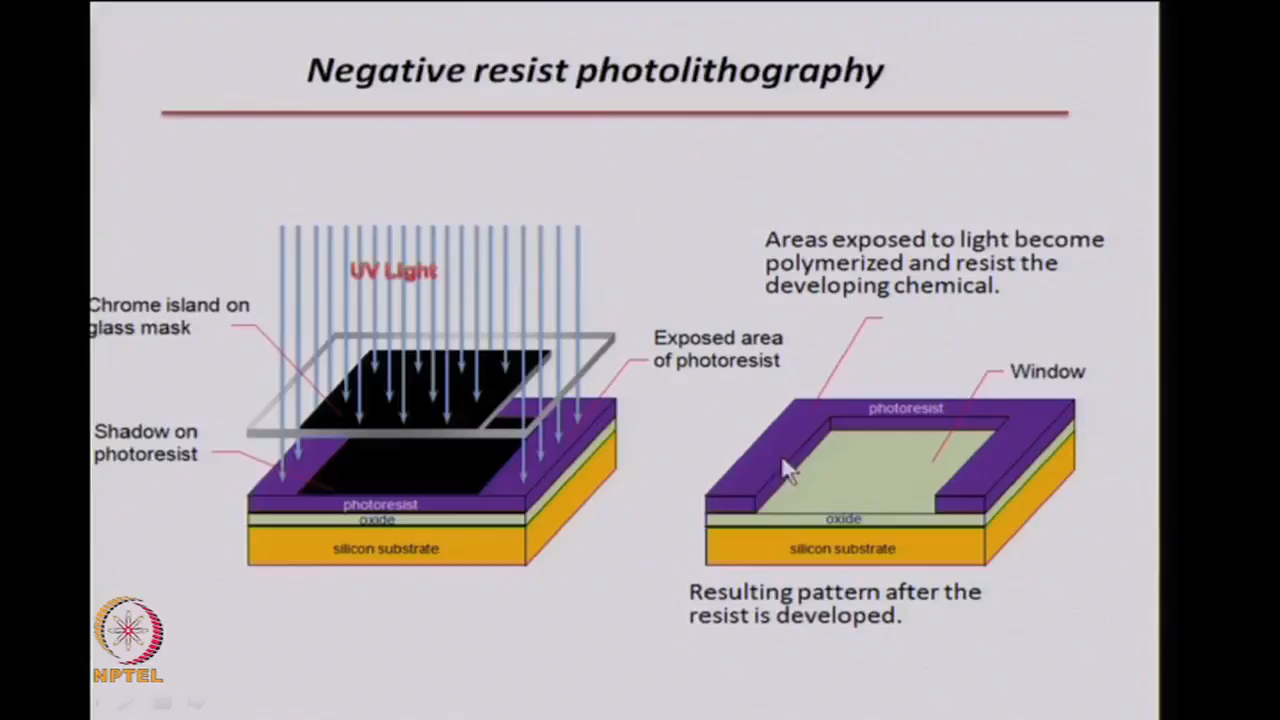 Negative resist photolithography
UV Light
Chrome island on
glass mask
Shadow on
photoresist
Exposed area
of photoresist
photoresist
oxide
silicon substrate
Areas exposed to light become
polymerized and resist the
developing chemical.
Window
photoresist
oxide
silicon substrate
Resulting pattern after the
resist is developed.
NPTEL